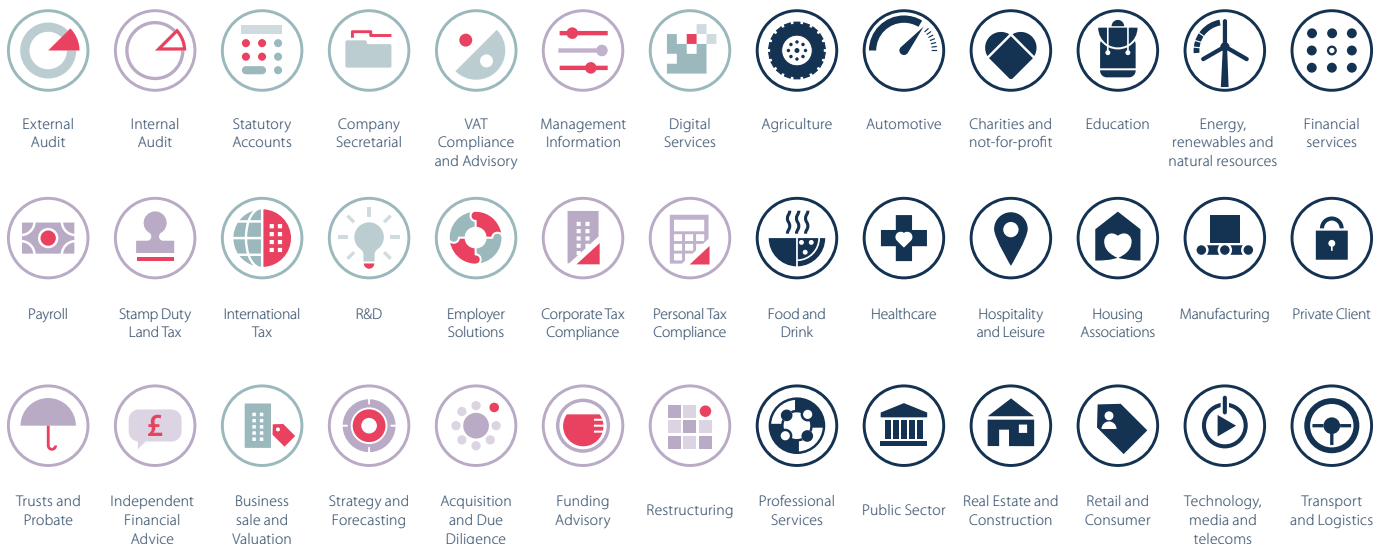 External
Audit
Internal
Audit
Statutory
Accounts
Company
Secretarial
VAT
Compliance
and Advisory
Management
Information
Digital
Services
Agriculture
Automotive
Charities and
not-for-profit
Education
Energy,
renewables and
natural resources
Financial
services
Payroll
Stamp Duty
Land Tax
International
Tax
R&D
Employer
Solutions
Corporate Tax
Compliance
Personal Tax
Compliance
Food and
Drink
Healthcare
Hospitality
and Leisure
Housing
Associations
Manufacturing
Private Client
£
Trusts and
Probate
Independent
Financial
Advice
Business
sale and
Valuation
Strategy and
Forecasting
Acquisition
and Due
Diligence
Funding
Advisory
Restructuring
Professional
Services
Public Sector
Real Estate and
Construction
Retail and
Consumer
Technology,
media and
telecoms
Transport
and Logistics